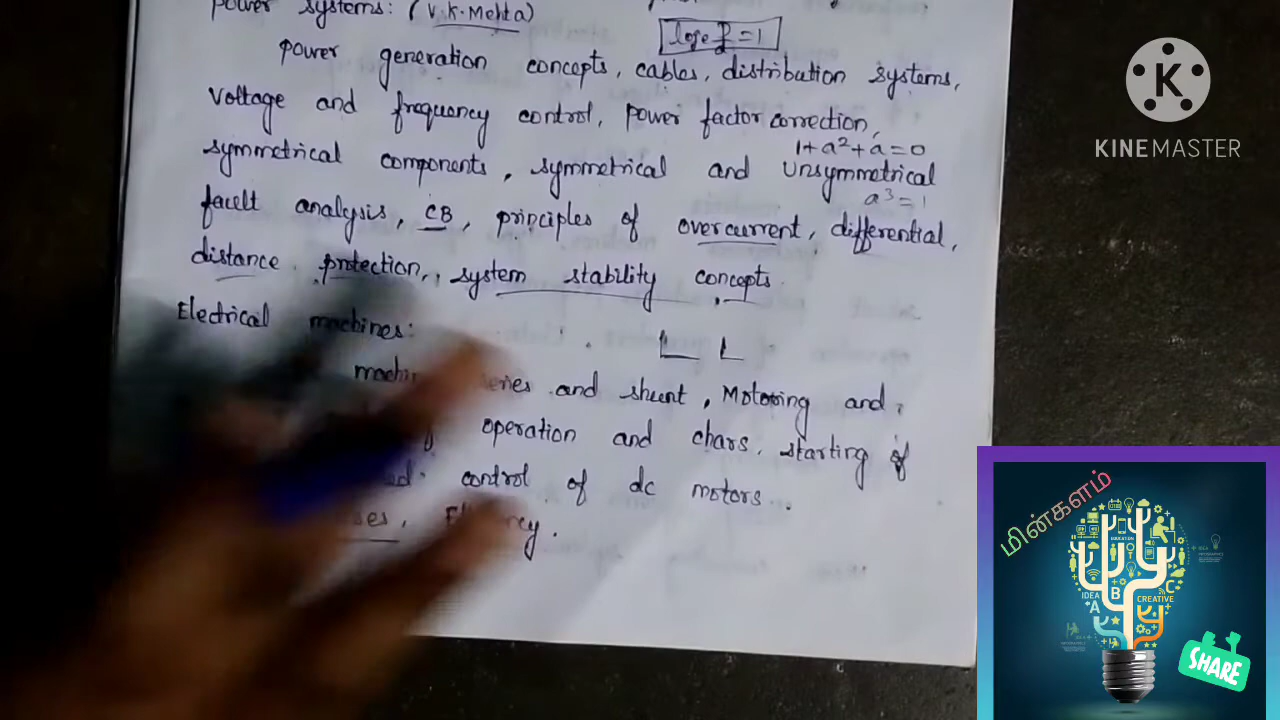 power systems: (V.K.Mehta)
loge D/d = 1
power generation concepts, cables, distribution systems,
Voltage and frequency control, power factor correction,
1+a²+a=0
symmetrical components, symmetrical and Unsymmetrical
a³=1
fault analysis, CB, principles of overcurrent, differential,
distance protection, system stability concepts.
Electrical machines:
and shunt, Motoring and
operation and chars, starting of
control of dc motors.
KINEMASTER
மின்களம்
IDEA
A
B
C
CREATIVE
SHARE